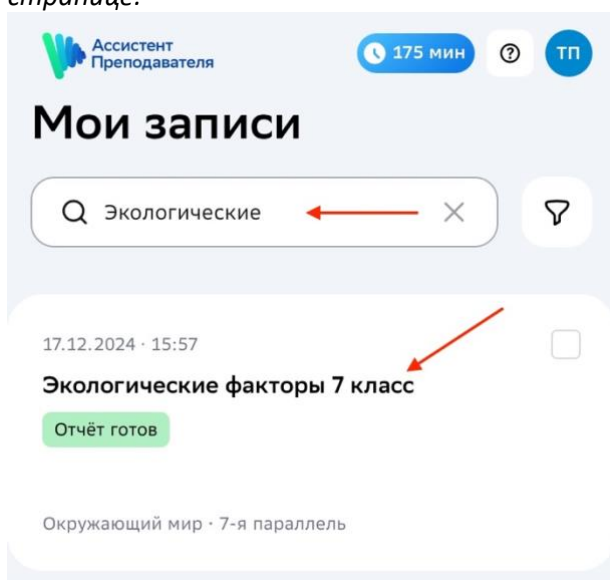 странице.
Ассистент
Преподавателя
175 мин
ТП
Мои записи
Экологические
17.12.2024 · 15:57
Экологические факторы 7 класс
Отчёт готов
Окружающий мир · 7-я параллель